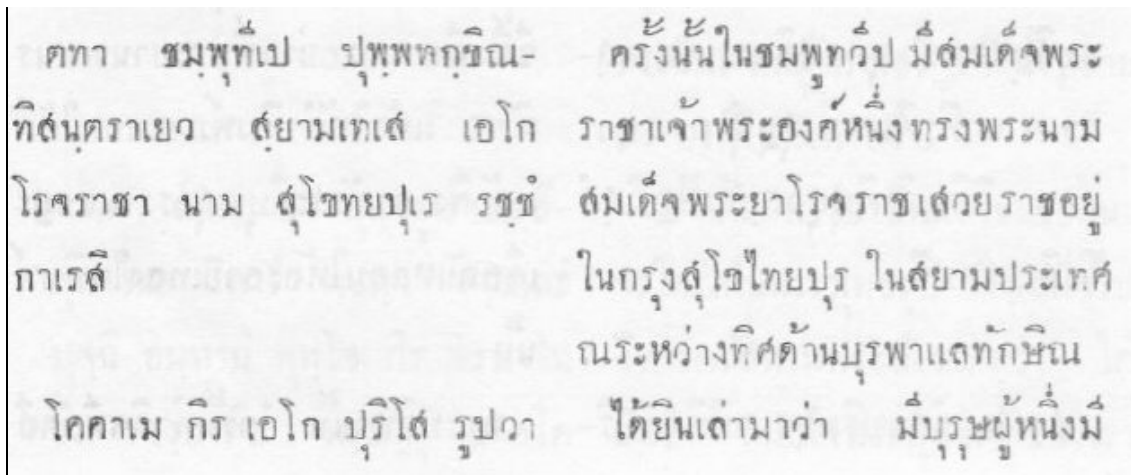 ตทา ชมฺพุทีเป ปุพฺพทกฺขิณ-
ทิสนฺตราเยว สฺยามเทเส เอโก
โรจราชา นาม สุโขทยปุเร รชฺชํ
กาเรสิ
โคคาเม กิร เอโก ปุริโส รูปวา
ครั้งนั้นในชมพูทวีป มีสมเด็จพระ
ราชาเจ้าพระองค์หนึ่งทรงพระนาม
สมเด็จพระยาโรจราชเสวยราชอยู่
ในกรุงสุโขไทยปุร ในสยามประเทศ
ณระหว่างทิศด้านบุรพาแลทักษิณ
ได้ยินเล่ามาว่า มีบุรุษผู้หนึ่งมี